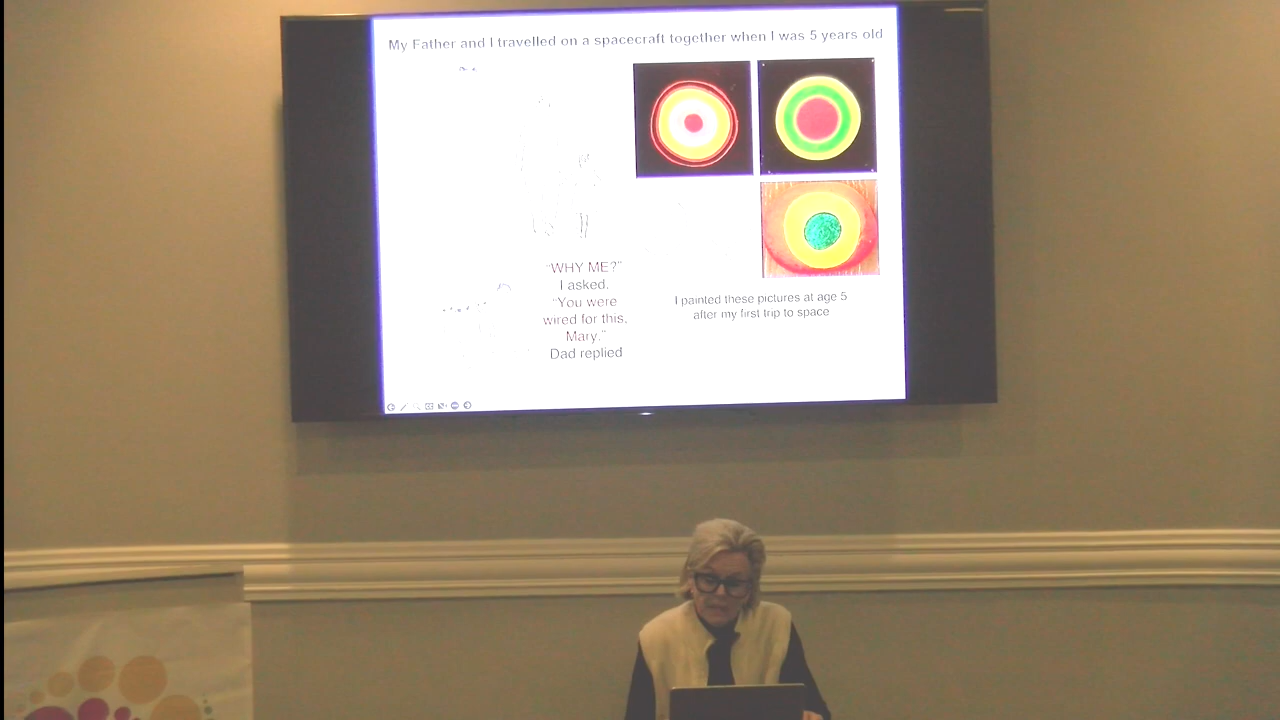 My Father and I travelled on a spacecraft together when I was 5 years old
"WHY ME?"
I asked.
"You were
wired for this,
Mary."
Dad replied
I painted these pictures at age 5
after my first trip to space